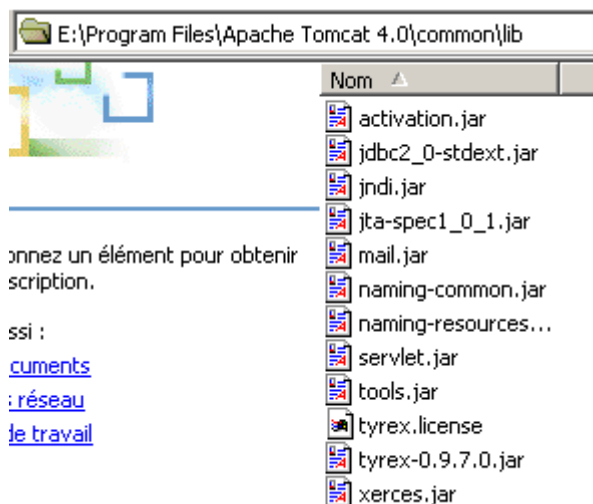 E:\Program Files\Apache Tomcat 4.0\common\lib
Nom
activation.jar
jdbc2_0-stdext.jar
jndi.jar
jta-spec1_0_1.jar
mail.jar
naming-common.jar
naming-resources...
servlet.jar
tools.jar
tyrex.license
tyrex-0.9.7.0.jar
xerces.jar
onnez un élément pour obtenir
scription.
ssi :
cuments
s réseau
de travail